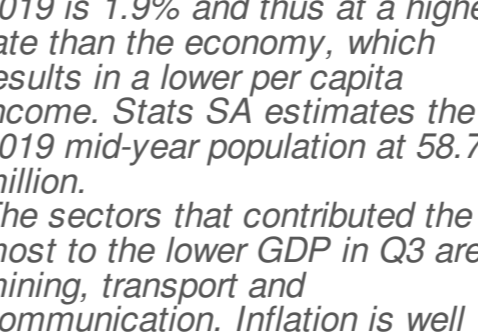 2019 is 1.9% and thus at a higher
rate than the economy, which
results in a lower per capita
income. Stats SA estimates the
2019 mid-year population at 58.7
million.
The sectors that contributed the
most to the lower GDP in Q3 are
mining, transport and
communication. Inflation is well